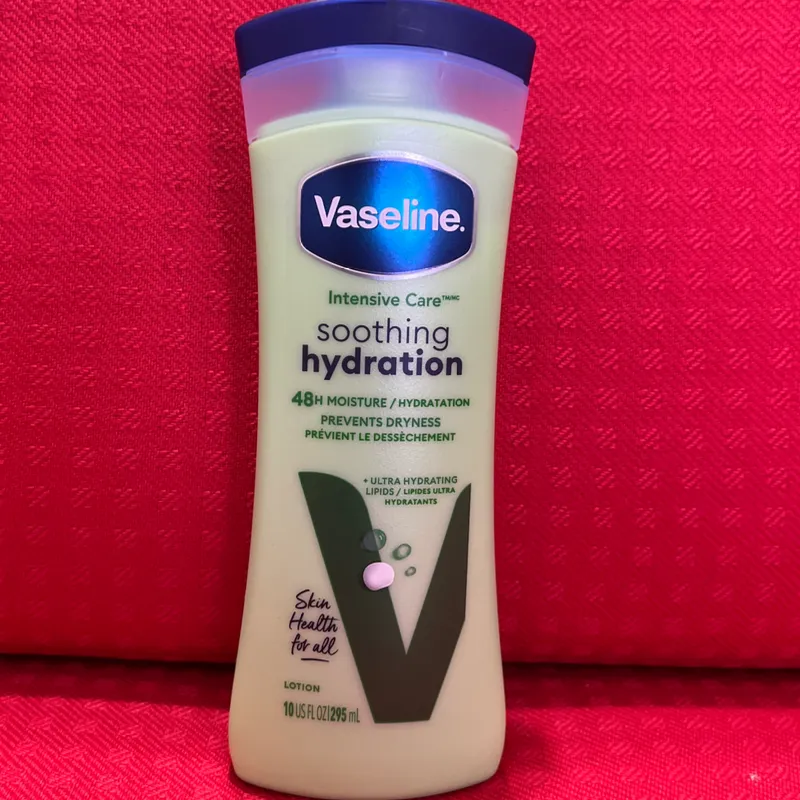 Vaseline.
Intensive Care™/MC
soothing
hydration
48H MOISTURE / HYDRATATION
PREVENTS DRYNESS
PRÉVIENT LE DESSÈCHEMENT
+ ULTRA HYDRATING
LIPIDS / LIPIDES ULTRA
HYDRATANTS
Skin
Health
for all
LOTION
10 US FL OZ|295 mL